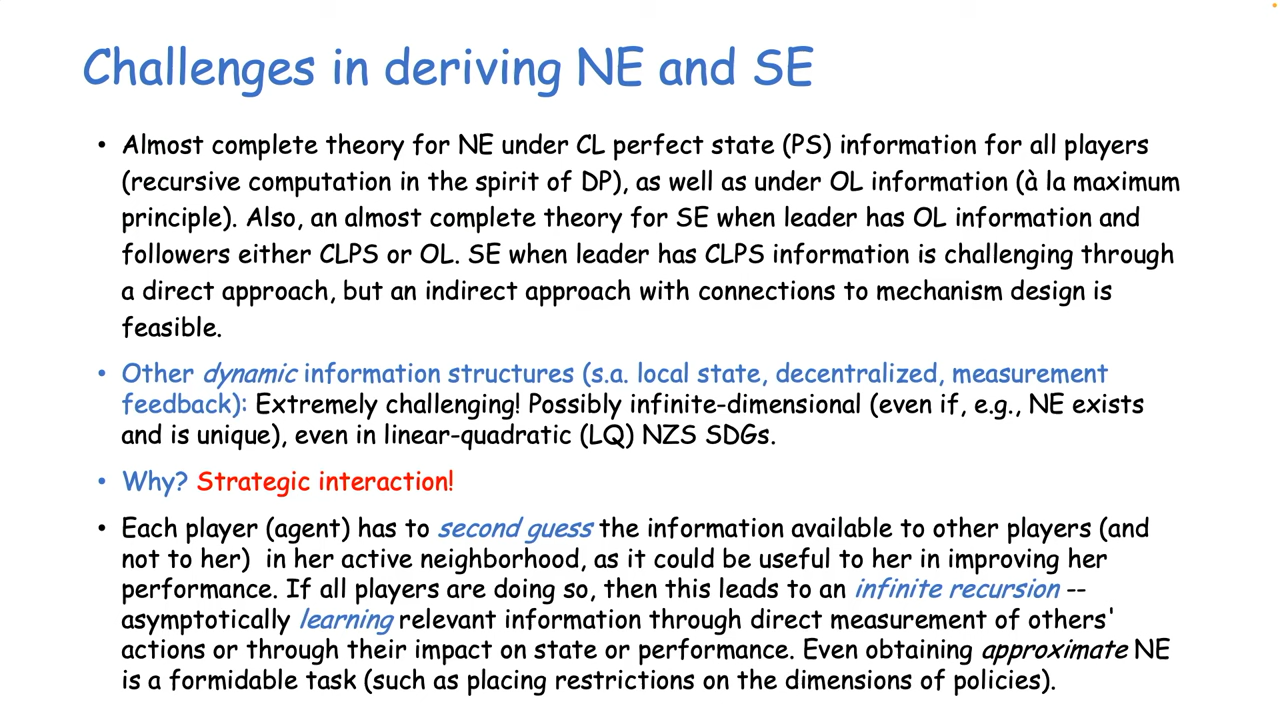 Challenges in deriving NE and SE
• Almost complete theory for NE under CL perfect state (PS) information for all players
(recursive computation in the spirit of DP), as well as under OL information (à la maximum
principle). Also, an almost complete theory for SE when leader has OL information and
followers either CLPS or OL. SE when leader has CLPS information is challenging through
a direct approach, but an indirect approach with connections to mechanism design is
feasible.
• Other dynamic information structures (s.a. local state, decentralized, measurement
feedback): Extremely challenging! Possibly infinite-dimensional (even if, e.g., NE exists
and is unique), even in linear-quadratic (LQ) NZS SDGs.
• Why? Strategic interaction!
• Each player (agent) has to second guess the information available to other players (and
not to her) in her active neighborhood, as it could be useful to her in improving her
performance. If all players are doing so, then this leads to an infinite recursion --
asymptotically learning relevant information through direct measurement of others'
actions or through their impact on state or performance. Even obtaining approximate NE
is a formidable task (such as placing restrictions on the dimensions of policies).